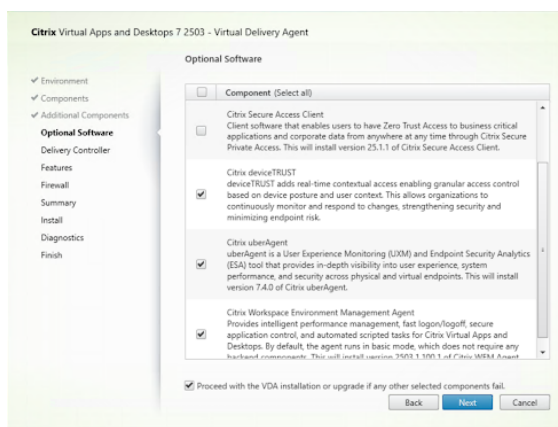 Citrix Virtual Apps and Desktops 7 2503 - Virtual Delivery Agent
Optional Software
Environment
Components
Additional Components
Optional Software
Delivery Controller
Features
Firewall
Summary
Install
Diagnostics
Finish
Component (Select all)
Citrix Secure Access Client
Client software that enables users to have Zero Trust Access to business critical
applications and corporate data from anywhere at any time through Citrix Secure
Private Access. This will install version 25.1.1 of Citrix Secure Access Client.
Citrix deviceTRUST
deviceTRUST adds real-time contextual access enabling granular access control
based on device posture and user context. This allows organizations to
continuously monitor and respond to changes, strengthening security and
minimizing endpoint risk.
Citrix uberAgent
uberAgent is a User Experience Monitoring (UXM) and Endpoint Security Analytics
(ESA) tool that provides in-depth visibility into user experience, system
performance, and security across physical and virtual endpoints. This will install
version 7.4.0 of Citrix uberAgent.
Citrix Workspace Environment Management Agent
Provides intelligent performance management, fast logon/logoff, secure
application control, and automated scripted tasks for Citrix Virtual Apps and
Desktops. By default, the agent runs in basic mode, which does not require any
backend components. This will install version 2503.1.100.1 of Citrix WEM Agent
Proceed with the VDA installation or upgrade if any other selected components fail.
Back
Next
Cancel